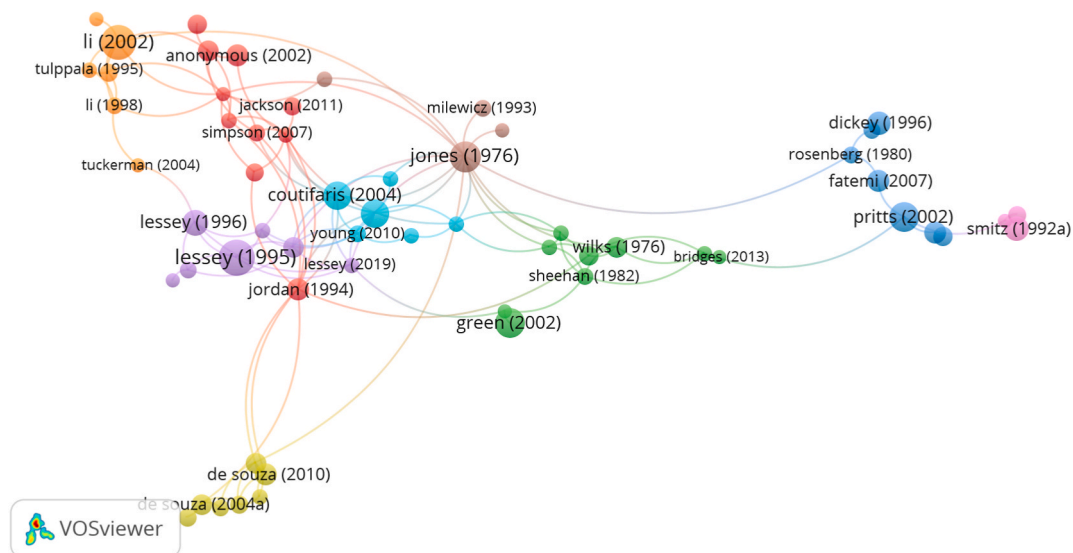 li (2002)
anonymous (2002)
tulppala (1995)
li (1998)
jackson (2011)
milewicz (1993)
simpson (2007)
dickey (1996)
jones (1976)
rosenberg (1980)
tuckerman (2004)
fatemi (2007)
coutifaris (2004)
lessey (1996)
pritts (2002)
young (2010)
smitz (1992a)
wilks (1976)
lessey (1995)
bridges (2013)
lessey (2019)
sheehan (1982)
jordan (1994)
green (2002)
de souza (2010)
de souza (2004a)
VOSviewer